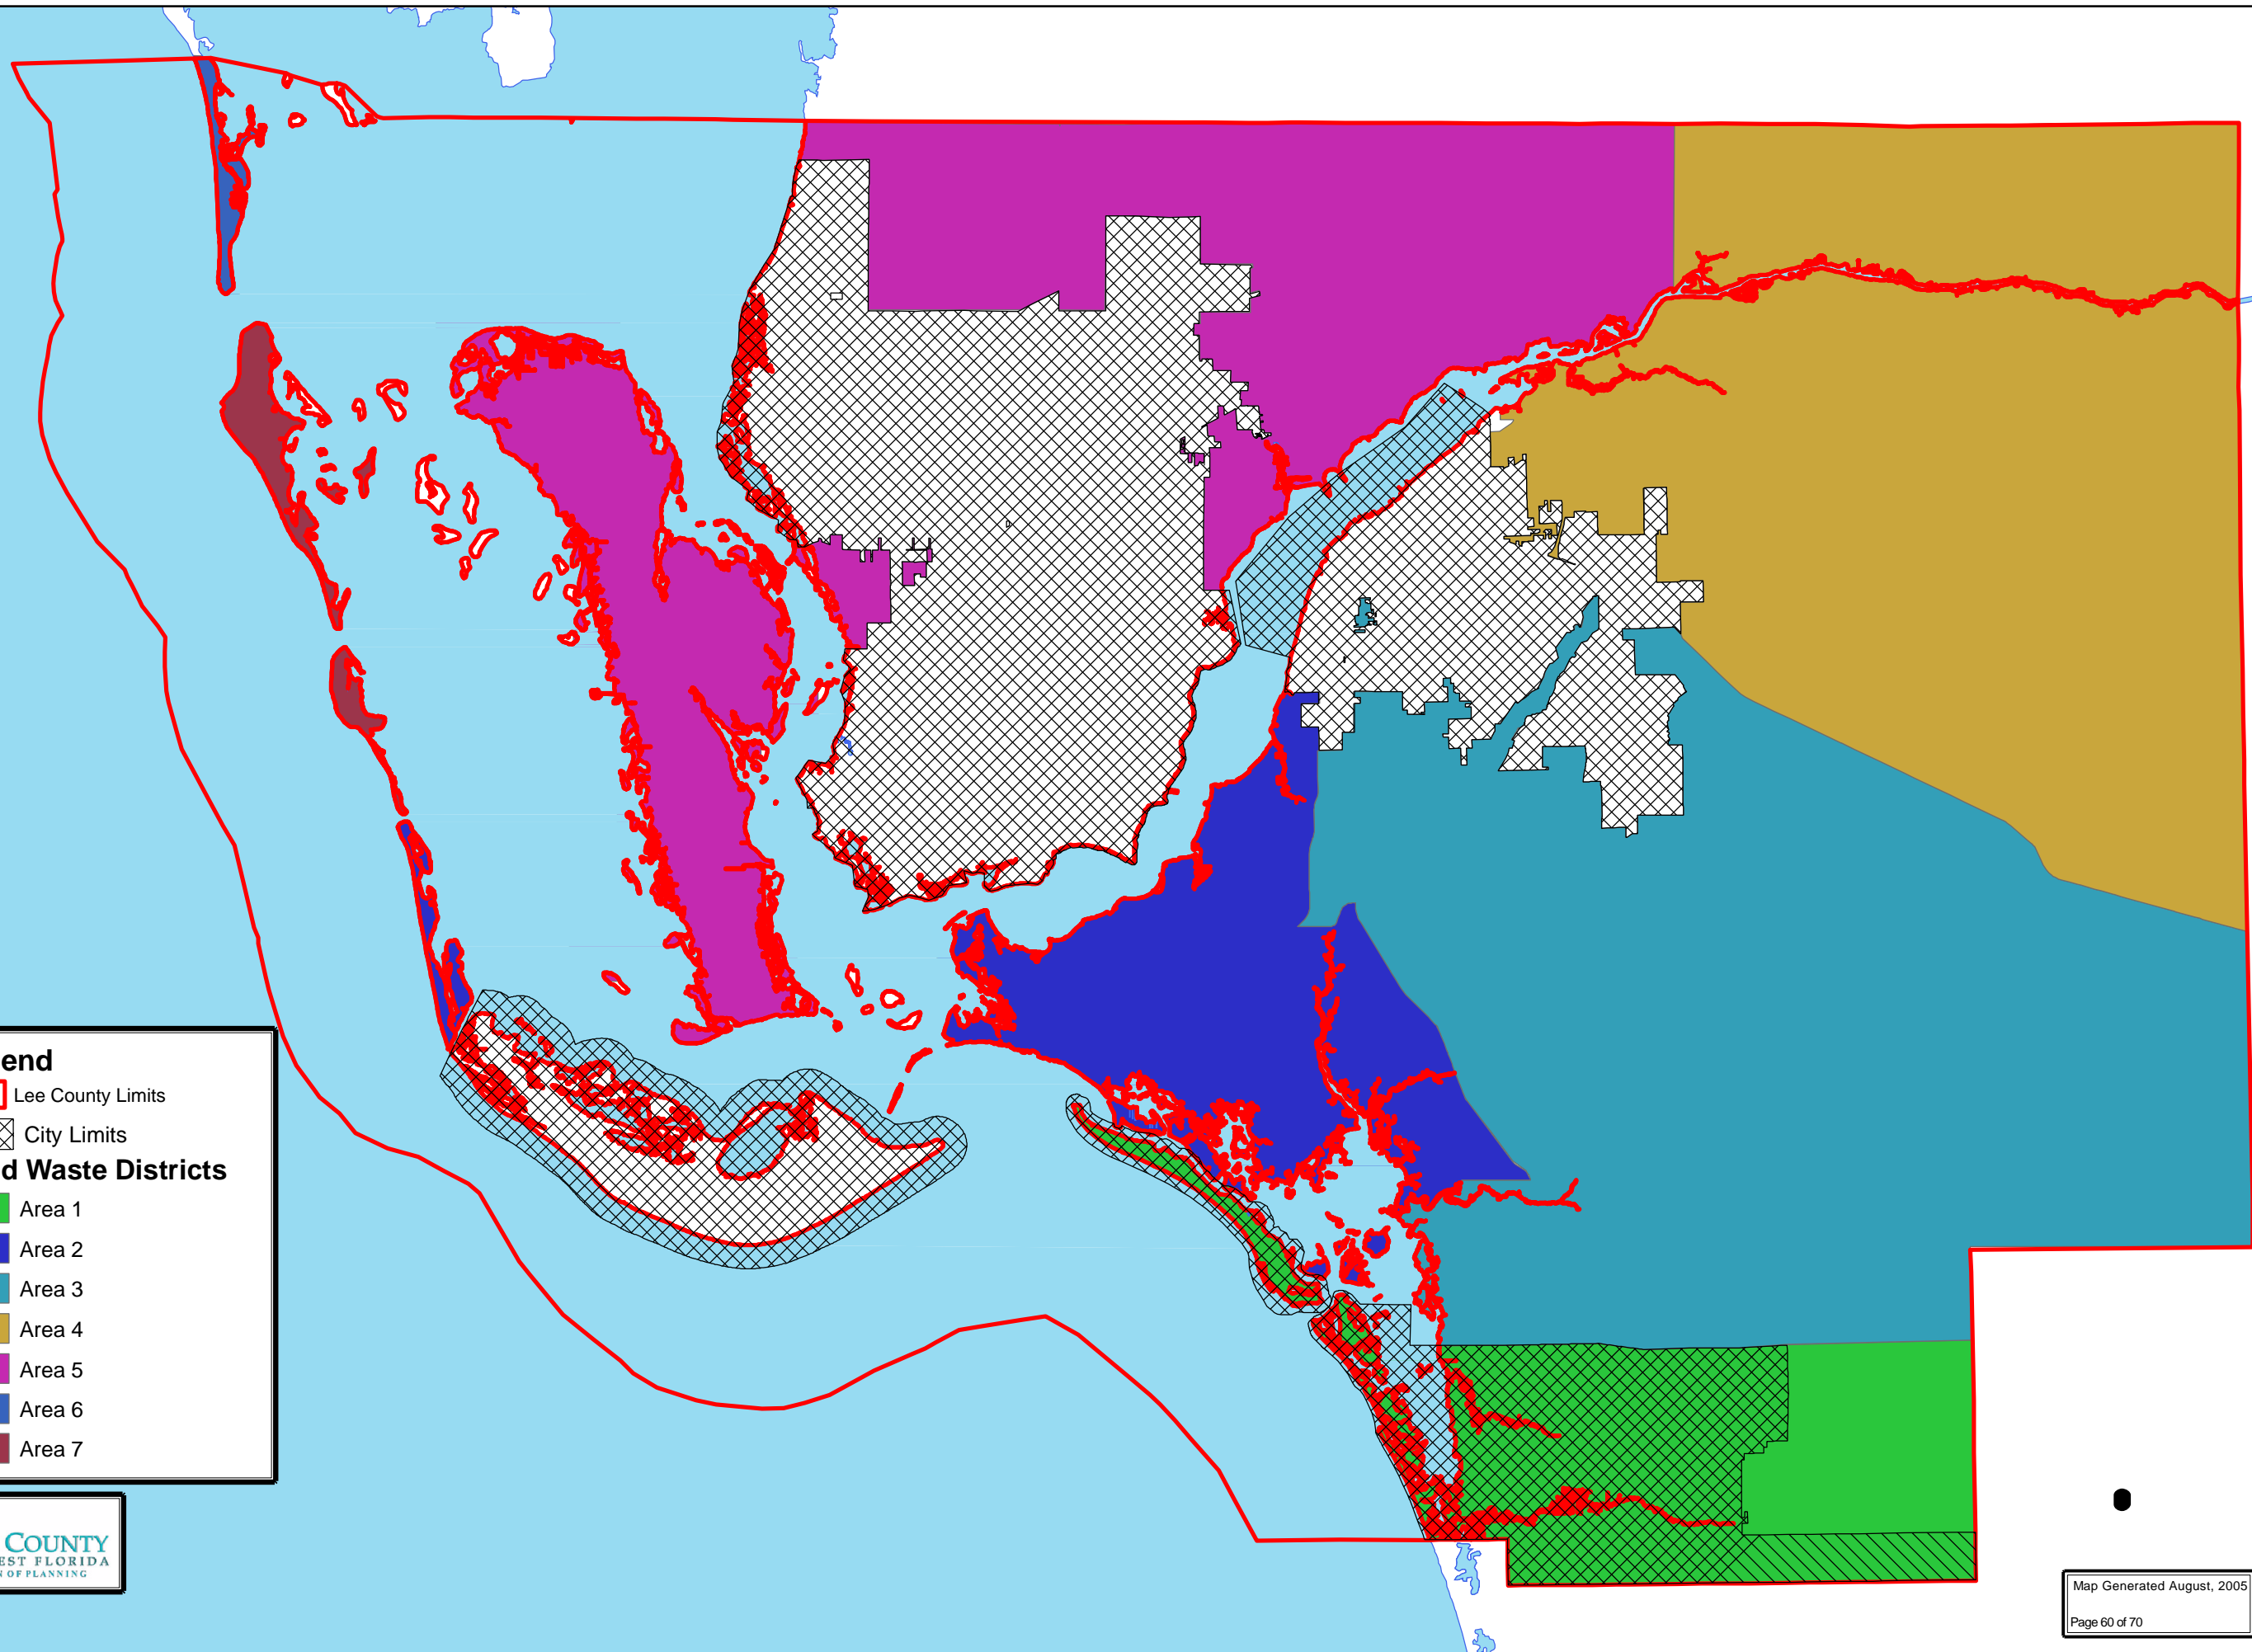 end
Lee County Limits
City Limits
d Waste Districts
Area 1
Area 2
Area 3
Area 4
Area 5
Area 6
Area 7
COUNTY
EST FLORIDA
N OF PLANNING
Map Generated August, 2005
Page 60 of 70